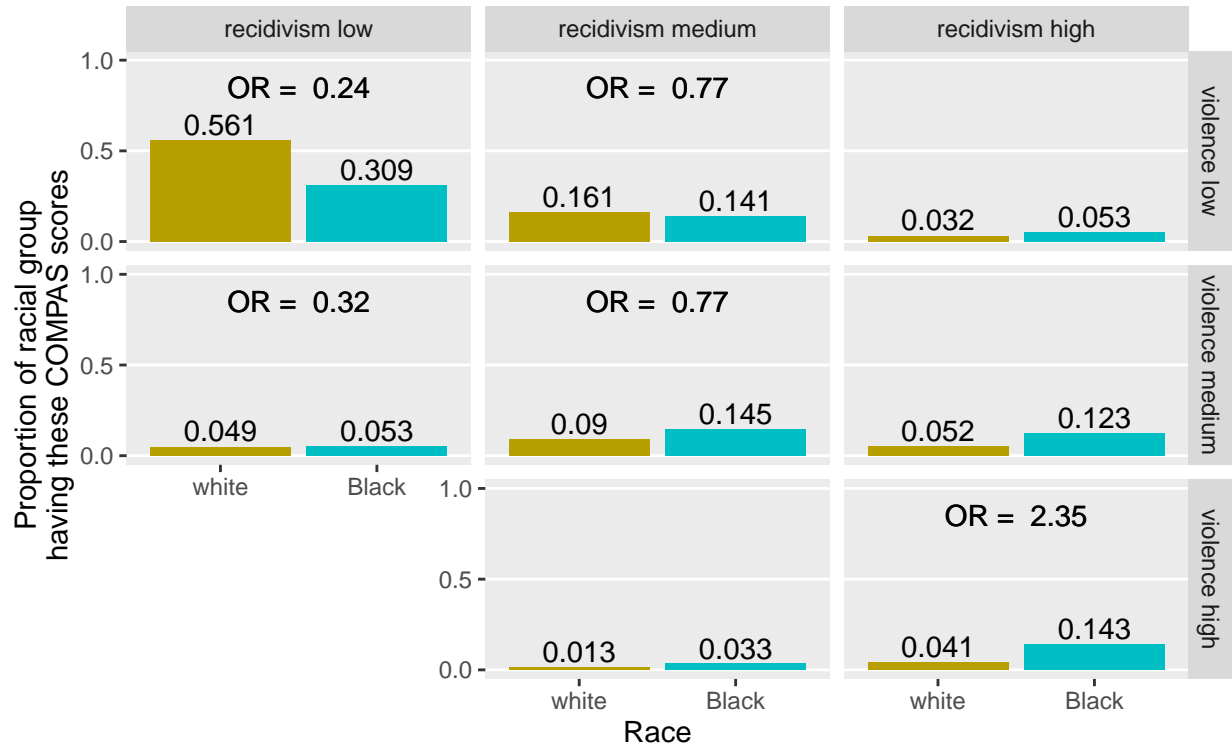 recidivism low
recidivism medium
recidivism high
Proportion of racial group
having these COMPAS scores
1.0
0.5
0.0
OR = 0.24
0.561
0.309
OR = 0.77
0.161
0.141
0.032
0.053
violence low
1.0
0.5
0.0
OR = 0.32
0.049
0.053
white
Black
OR = 0.77
0.09
0.145
0.052
0.123
violence medium
1.0
0.5
0.0
0.013
0.033
white
Black
OR = 2.35
0.041
0.143
white
Black
violence high
Race